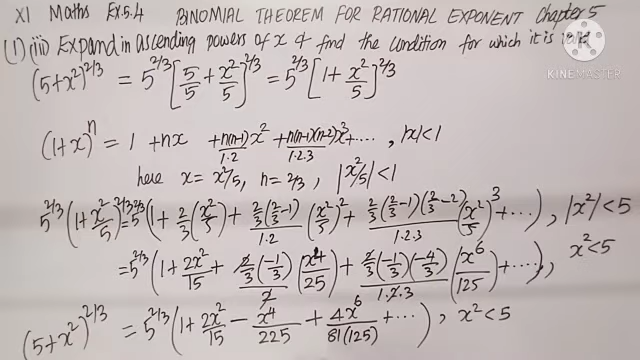 XI Maths Ex.5.4 BINOMIAL THEOREM FOR RATIONAL EXPONENT Chapter 5
(1)(iii) Expand in ascending powers of x & find the condition for which it is valid
(5+x²)^{2/3} = 5^{2/3}[5/5 + x²/5]^{2/3} = 5^{2/3}[1 + x²/5]^{2/3}
MADE WITH
KINEMASTER
(1+x)^n = 1 + nx + n(n-1)/1·2 x² + n(n-1)(n-2)/1·2·3 x³ + ...., |x|<1
here x = x²/5, n = 2/3, |x²/5| < 1
5^{2/3}(1+x²/5)^{2/3} = 5^{2/3}(1 + 2/3(x²/5) + 2/3(2/3-1)/1·2 (x²/5)² + 2/3(2/3-1)(2/3-2)/1·2·3 (x²/5)³ + ...), |x²|<5
x²<5
= 5^{2/3}(1 + 2x²/15 + 2/3(-1/3)/2 (x⁴/25) + 2/3(-1/3)(-4/3)/1·2·3 (x⁶/125) + ...),
(5+x²)^{2/3} = 5^{2/3}(1 + 2x²/15 - x⁴/225 + 4x⁶/81(125) + ...), x²<5